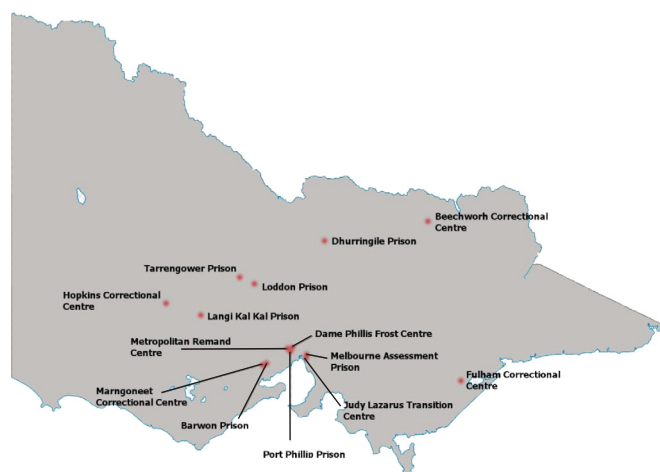 Beechworh Correctional
Centre
Dhurringile Prison
Tarrengower Prison
Loddon Prison
Hopkins Correctional
Centre
Langi Kal Kal Prison
Dame Phillis Frost Centre
Metropolitan Remand
Centre
Melbourne Assessment
Prison
Fulham Correctional
Centre
Marngoneet
Correctional Centre
Judy Lazarus Transition
Centre
Barwon Prison
Port Phillip Prison